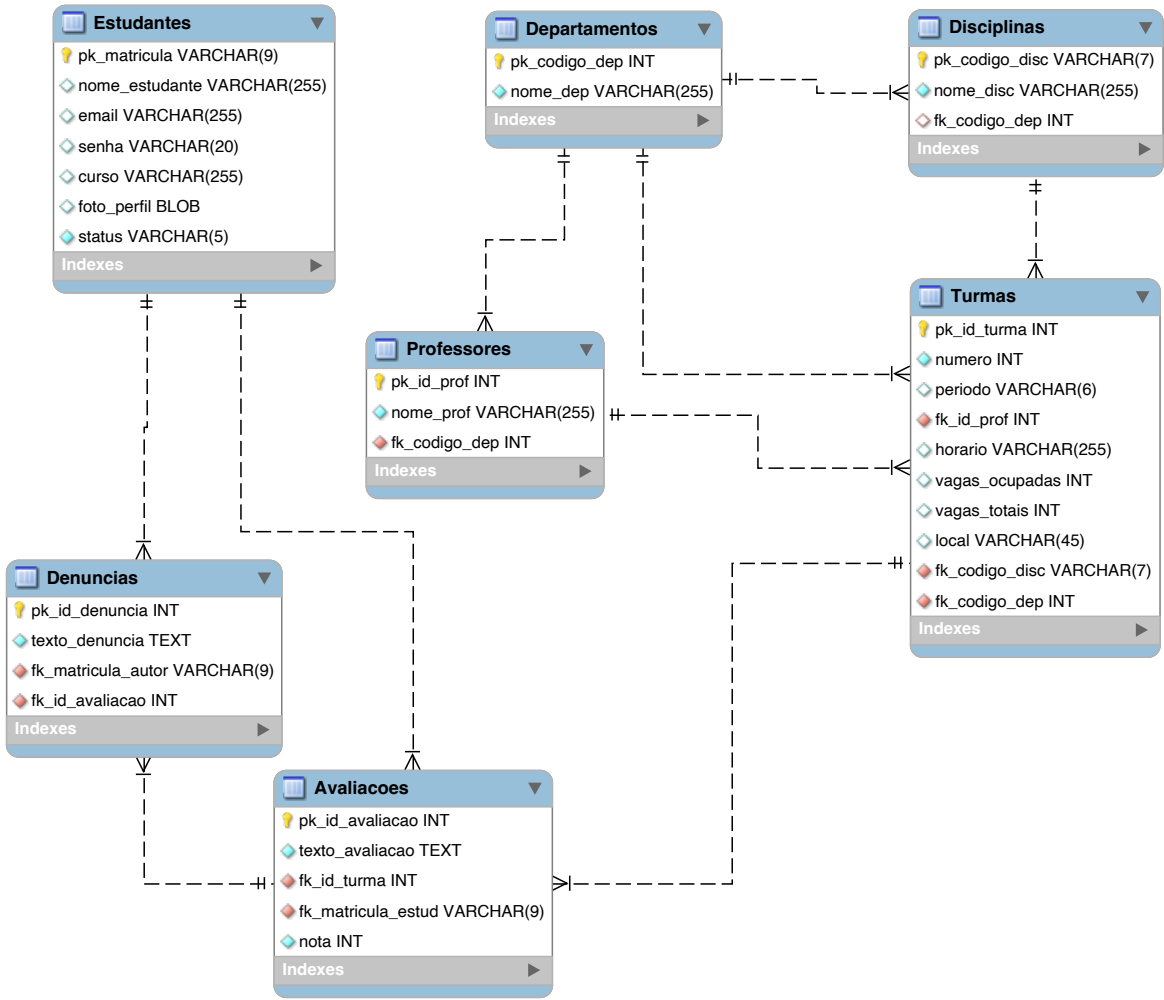 Estudantes
pk_matricula VARCHAR(9)
nome_estudante VARCHAR(255)
email VARCHAR(255)
senha VARCHAR(20)
curso VARCHAR(255)
foto_perfil BLOB
status VARCHAR(5)
Indexes
Departamentos
pk_codigo_dep INT
nome_dep VARCHAR(255)
Indexes
Disciplinas
pk_codigo_disc VARCHAR(7)
nome_disc VARCHAR(255)
fk_codigo_dep INT
Indexes
Professores
pk_id_prof INT
nome_prof VARCHAR(255)
fk_codigo_dep INT
Indexes
Turmas
pk_id_turma INT
numero INT
periodo VARCHAR(6)
fk_id_prof INT
horario VARCHAR(255)
vagas_ocupadas INT
vagas_totais INT
local VARCHAR(45)
fk_codigo_disc VARCHAR(7)
fk_codigo_dep INT
Indexes
Denuncias
pk_id_denuncia INT
texto_denuncia TEXT
fk_matricula_autor VARCHAR(9)
fk_id_avaliacao INT
Indexes
Avaliacoes
pk_id_avaliacao INT
texto_avaliacao TEXT
fk_id_turma INT
fk_matricula_estud VARCHAR(9)
nota INT
Indexes